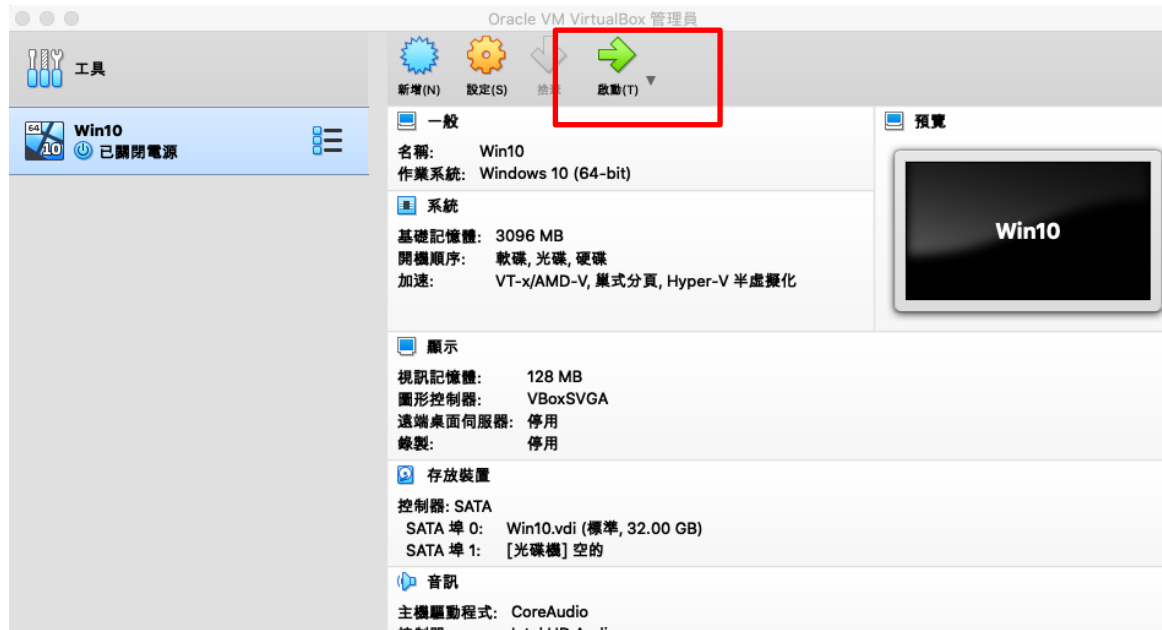 Oracle VM VirtualBox 管理員
工具
新增(N) 設定(S) 捨棄 啟動(T)
64 10 Win10
已關閉電源
一般
名稱: Win10
作業系統: Windows 10 (64-bit)
系統
基礎記憶體: 3096 MB
開機順序: 軟碟, 光碟, 硬碟
加速: VT-x/AMD-V, 巢式分頁, Hyper-V 半虛擬化
預覽
Win10
顯示
視訊記憶體: 128 MB
圖形控制器: VBoxSVGA
遠端桌面伺服器: 停用
錄製: 停用
存放裝置
控制器: SATA
SATA 埠 0: Win10.vdi (標準, 32.00 GB)
SATA 埠 1: [光碟機] 空的
音訊
主機驅動程式: CoreAudio